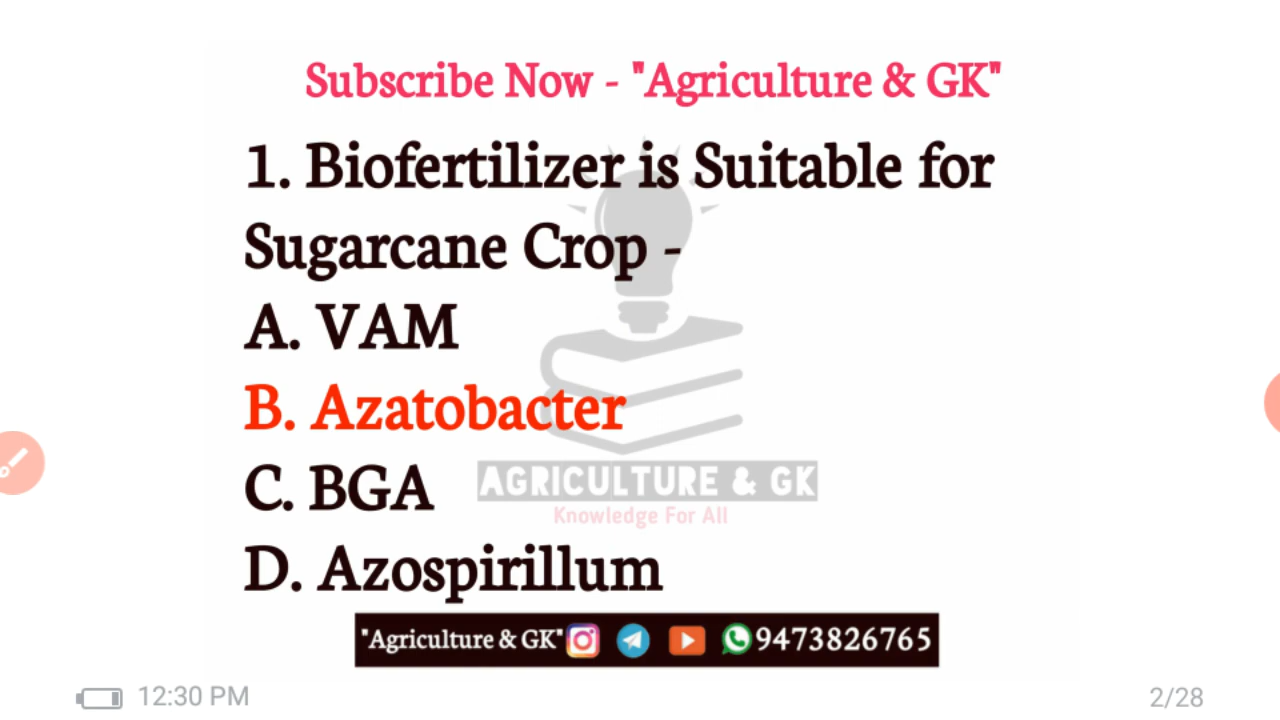 Subscribe Now - "Agriculture & GK"
1. Biofertilizer is Suitable for
Sugarcane Crop -
A. VAM
B. Azatobacter
C. BGA
AGRICULTURE & GK
Knowledge For All
D. Azospirillum
"Agriculture & GK" 9473826765
12:30 PM
2/28